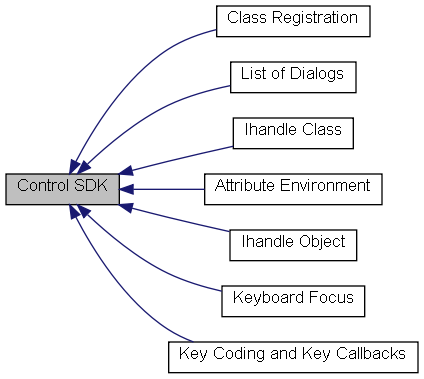 Class Registration
List of Dialogs
Ihandle Class
Control SDK
Attribute Environment
Ihandle Object
Keyboard Focus
Key Coding and Key Callbacks